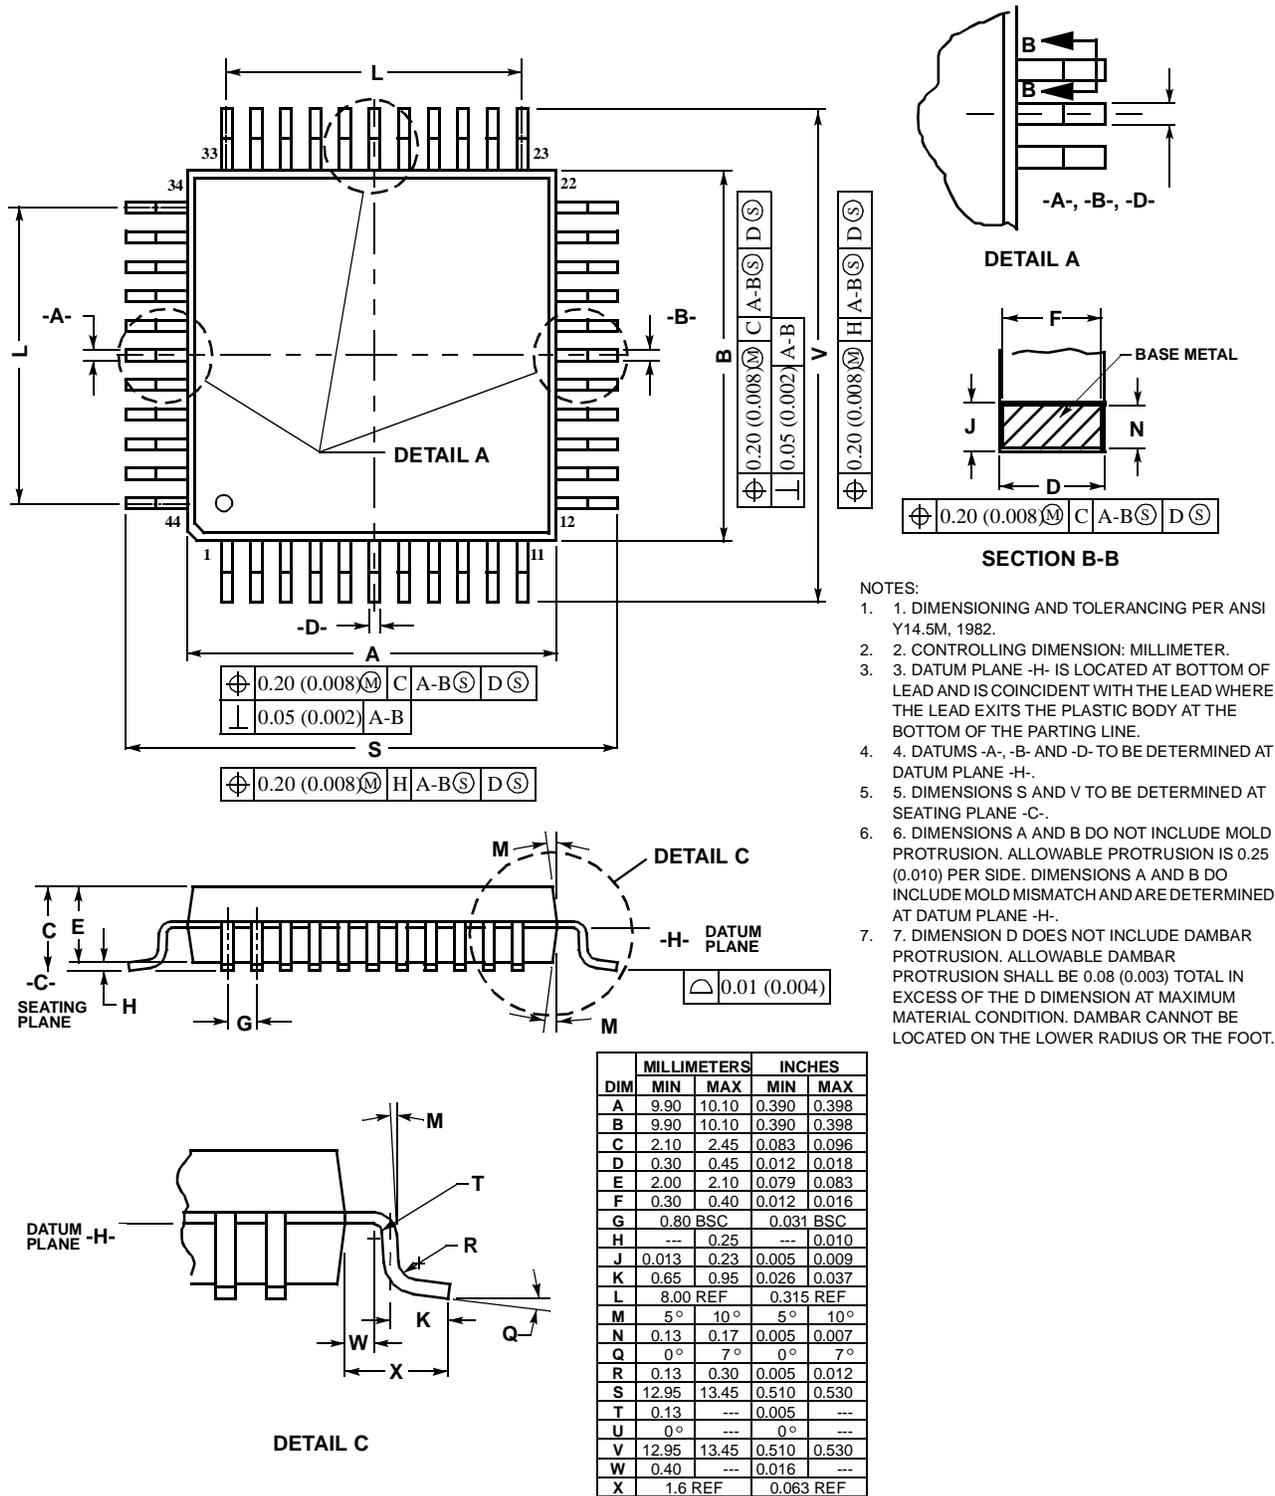 L
33
23
34
22
-A-
-B-
L
B
V
DETAIL A
44
12
1
11
-D-
A
⌖ 0.20 (0.008)Ⓜ C A-BⓈ DⓈ
⊥ 0.05 (0.002) A-B
S
⌖ 0.20 (0.008)Ⓜ H A-BⓈ DⓈ
⌖ 0.20 (0.008)Ⓜ C A-BⓈ DⓈ
⊥ 0.05 (0.002) A-B
⌖ 0.20 (0.008)Ⓜ H A-BⓈ DⓈ
B
B
-A-, -B-, -D-
DETAIL A
F
BASE METAL
J
N
D
⌖ 0.20 (0.008)Ⓜ C A-BⓈ DⓈ
SECTION B-B
NOTES:
1. 1. DIMENSIONING AND TOLERANCING PER ANSI
Y14.5M, 1982.
2. 2. CONTROLLING DIMENSION: MILLIMETER.
3. 3. DATUM PLANE -H- IS LOCATED AT BOTTOM OF
LEAD AND IS COINCIDENT WITH THE LEAD WHERE
THE LEAD EXITS THE PLASTIC BODY AT THE
BOTTOM OF THE PARTING LINE.
4. 4. DATUMS -A-, -B- AND -D- TO BE DETERMINED AT
DATUM PLANE -H-.
5. 5. DIMENSIONS S AND V TO BE DETERMINED AT
SEATING PLANE -C-.
6. 6. DIMENSIONS A AND B DO NOT INCLUDE MOLD
PROTRUSION. ALLOWABLE PROTRUSION IS 0.25
(0.010) PER SIDE. DIMENSIONS A AND B DO
INCLUDE MOLD MISMATCH AND ARE DETERMINED
AT DATUM PLANE -H-.
7. 7. DIMENSION D DOES NOT INCLUDE DAMBAR
PROTRUSION. ALLOWABLE DAMBAR
PROTRUSION SHALL BE 0.08 (0.003) TOTAL IN
EXCESS OF THE D DIMENSION AT MAXIMUM
MATERIAL CONDITION. DAMBAR CANNOT BE
LOCATED ON THE LOWER RADIUS OR THE FOOT.
M
DETAIL C
C
E
-H- DATUM
PLANE
-C-
SEATING
PLANE
H
G
⌓ 0.01 (0.004)
M
M
T
DATUM
PLANE -H-
R
K
Q
W
X
DETAIL C
MILLIMETERS INCHES
DIM MIN MAX MIN MAX
A 9.90 10.10 0.390 0.398
B 9.90 10.10 0.390 0.398
C 2.10 2.45 0.083 0.096
D 0.30 0.45 0.012 0.018
E 2.00 2.10 0.079 0.083
F 0.30 0.40 0.012 0.016
G 0.80 BSC 0.031 BSC
H --- 0.25 --- 0.010
J 0.013 0.23 0.005 0.009
K 0.65 0.95 0.026 0.037
L 8.00 REF 0.315 REF
M 5° 10° 5° 10°
N 0.13 0.17 0.005 0.007
Q 0° 7° 0° 7°
R 0.13 0.30 0.005 0.012
S 12.95 13.45 0.510 0.530
T 0.13 --- 0.005 ---
U 0° --- 0° ---
V 12.95 13.45 0.510 0.530
W 0.40 --- 0.016 ---
X 1.6 REF 0.063 REF